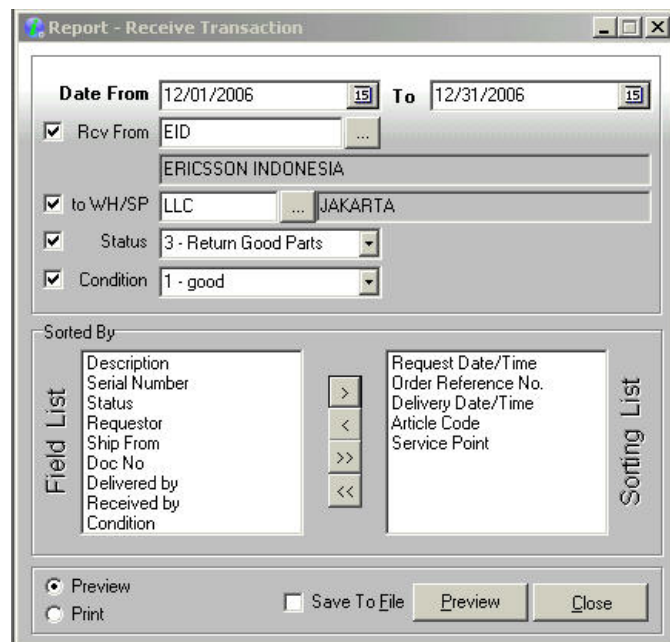 Report - Receive Transaction
Date From 12/01/2006 15 To 12/31/2006 15
Rcv From EID ...
ERICSSON INDONESIA
to WH/SP LLC ... JAKARTA
Status 3 - Return Good Parts
Condition 1 - good
Sorted By
Field List
Description
Serial Number
Status
Requestor
Ship From
Doc No
Delivered by
Received by
Condition
>
<
>>
<<
Request Date/Time
Order Reference No.
Delivery Date/Time
Article Code
Service Point
Sorting List
Preview
Print
Save To File Preview Close